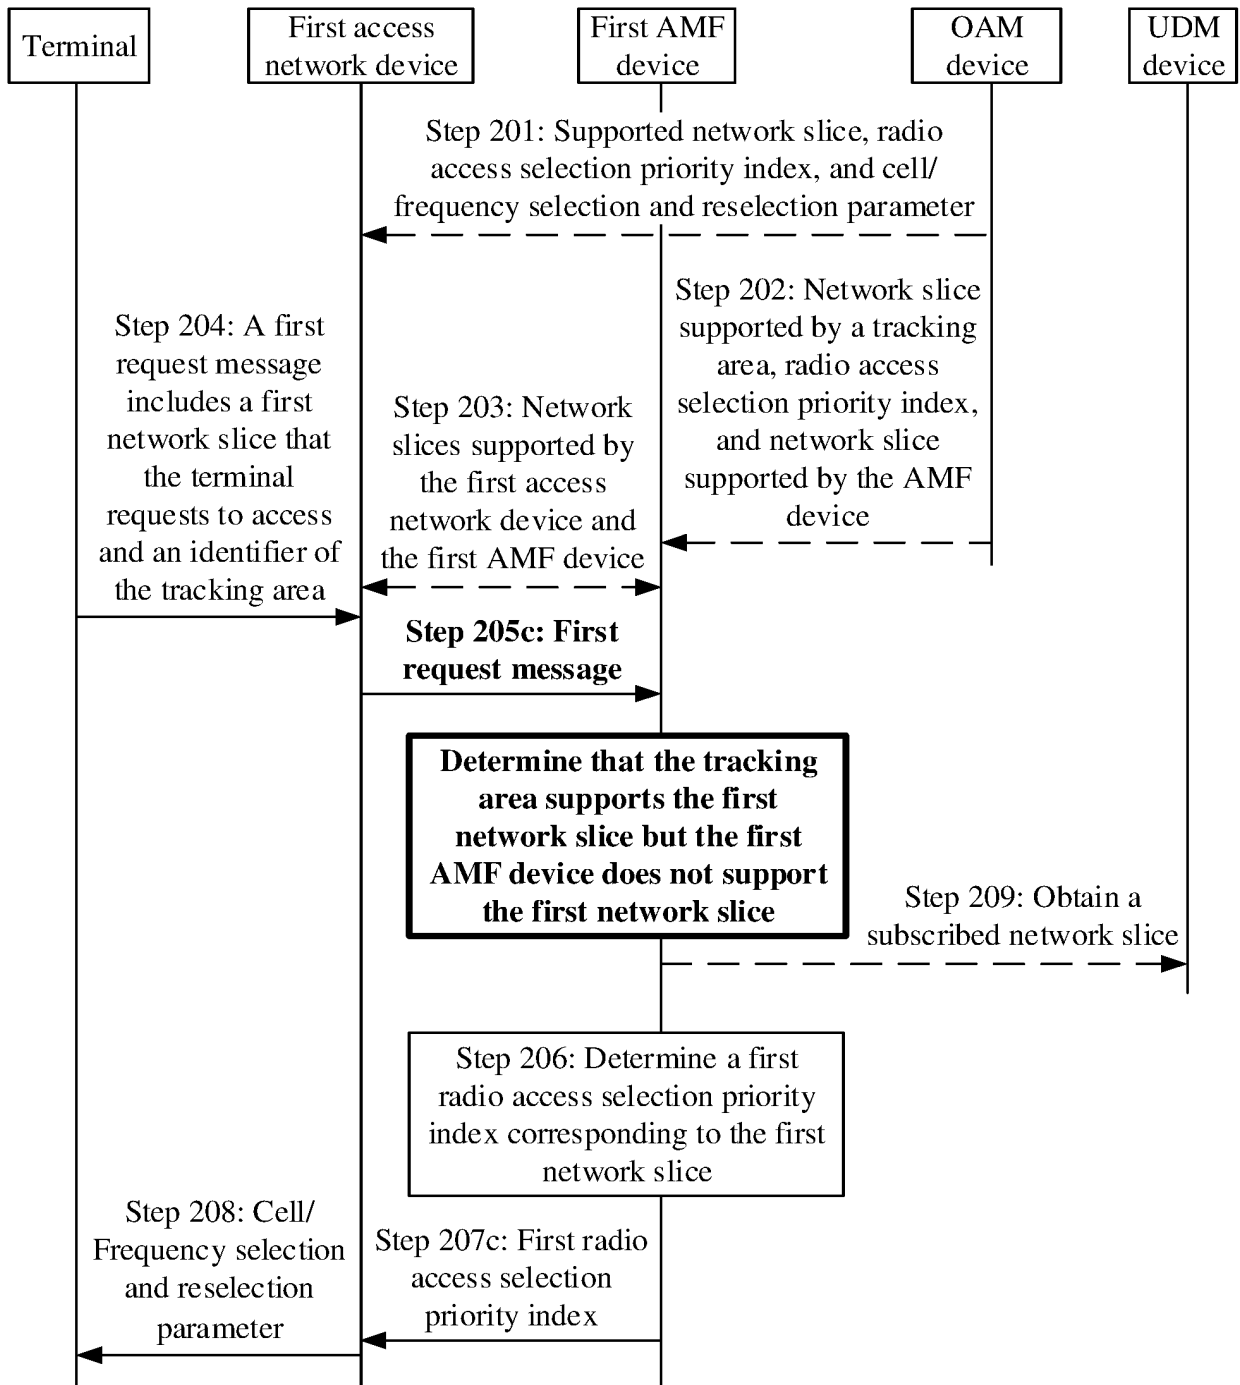 Terminal
First access
network device
First AMF
device
OAM
device
UDM
device
Step 201: Supported network slice, radio
access selection priority index, and cell/
frequency selection and reselection parameter
Step 202: Network slice
supported by a tracking
area, radio access
selection priority index,
and network slice
supported by the AMF
device
Step 203: Network
slices supported by
the first access
network device and
the first AMF device
Step 204: A first
request message
includes a first
network slice that
the terminal
requests to access
and an identifier of
the tracking area
Step 205c: First
request message
Determine that the tracking
area supports the first
network slice but the first
AMF device does not support
the first network slice
Step 209: Obtain a
subscribed network slice
Step 206: Determine a first
radio access selection priority
index corresponding to the first
network slice
Step 207c: First radio
access selection
priority index
Step 208: Cell/
Frequency selection
and reselection
parameter